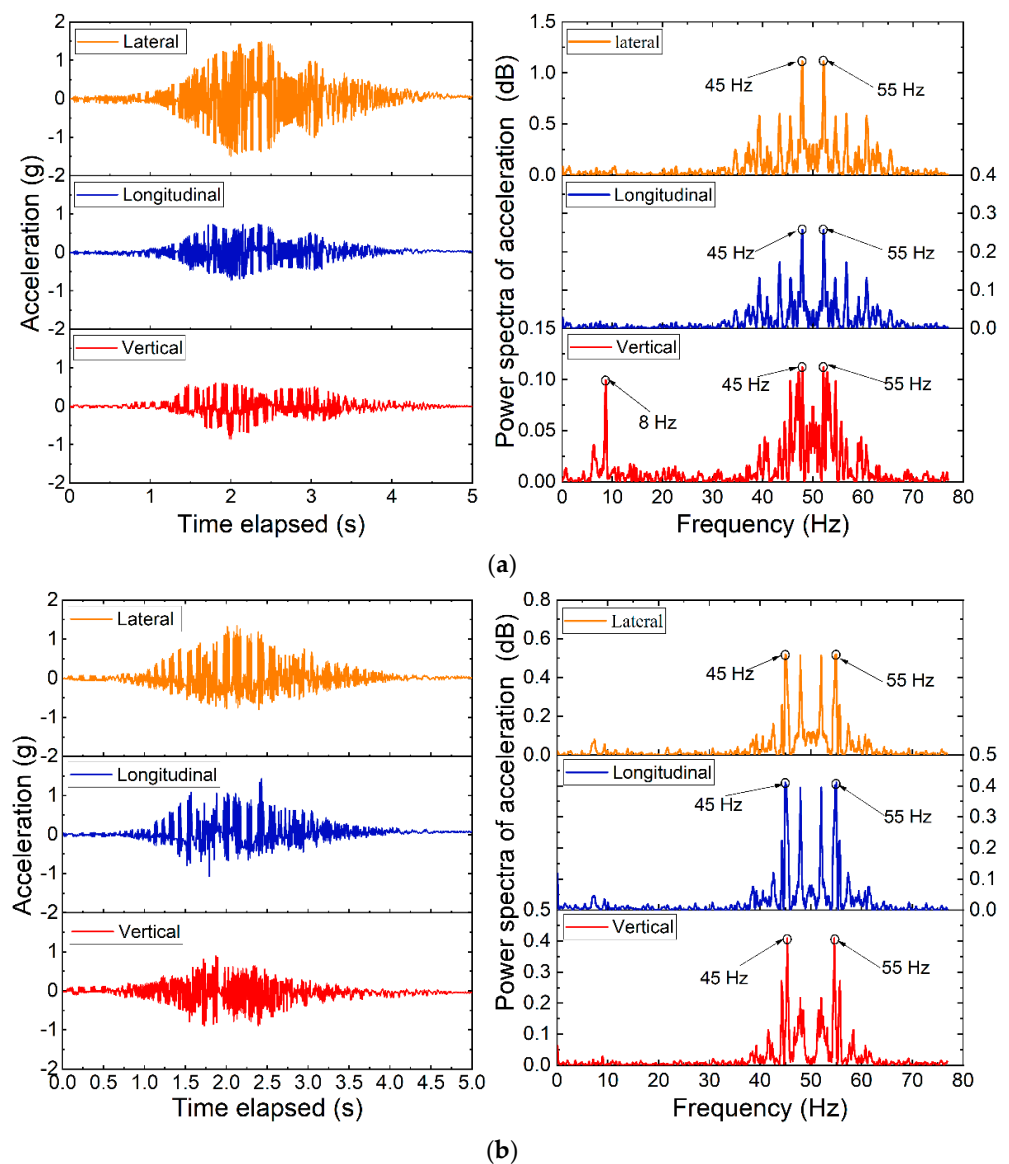 Acceleration (g)
2
Lateral
1
0
-1
2
Longitudinal
1
0
-1
2
Vertical
1
0
-1
-2
0 1 2 3 4 5
Time elapsed (s)
Power spectra of acceleration (dB)
1.5
lateral
1.0
0.5
0.0
45 Hz
55 Hz
0.4
Longitudinal
0.3
0.2
0.1
0.0
45 Hz
55 Hz
0.15
Vertical
0.10
0.05
0.00
8 Hz
45 Hz
55 Hz
0 10 20 30 40 50 60 70 80
Frequency (Hz)
(a)
Acceleration (g)
2
Lateral
1
0
-1
2
Longitudinal
1
0
-1
2
Vertical
1
0
-1
-2
0.0 0.5 1.0 1.5 2.0 2.5 3.0 3.5 4.0 4.5 5.0
Time elapsed (s)
Power spectra of acceleration (dB)
0.8
Lateral
0.6
0.4
0.2
0.0
45 Hz
55 Hz
0.5
Longitudinal
0.4
0.3
0.2
0.1
0.0
45 Hz
55 Hz
0.5
Vertical
0.4
0.3
0.2
0.1
0.0
45 Hz
55 Hz
0 10 20 30 40 50 60 70 80
Frequency (Hz)
(b)